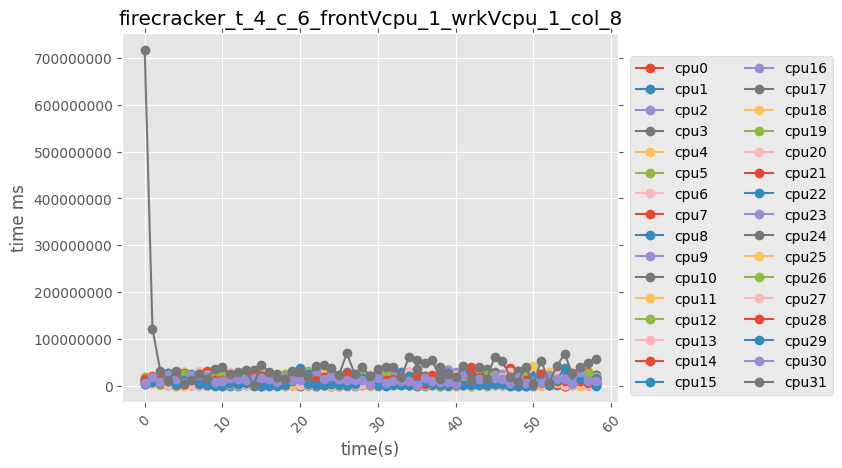 firecracker_t_4_c_6_frontVcpu_1_wrkVcpu_1_col_8
time ms
700000000
600000000
500000000
400000000
300000000
200000000
100000000
0
0
10
20
30
40
50
60
time(s)
cpu0
cpu1
cpu2
cpu3
cpu4
cpu5
cpu6
cpu7
cpu8
cpu9
cpu10
cpu11
cpu12
cpu13
cpu14
cpu15
cpu16
cpu17
cpu18
cpu19
cpu20
cpu21
cpu22
cpu23
cpu24
cpu25
cpu26
cpu27
cpu28
cpu29
cpu30
cpu31